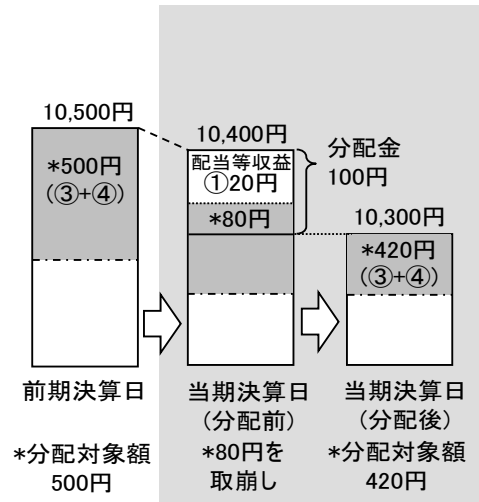 10,500円
*500円
(③+④)
前期決算日
*分配対象額
500円
10,400円
配当等収益
①20円
*80円
分配金
100円
当期決算日
(分配前)
*80円を
取崩し
10,300円
*420円
(③+④)
当期決算日
(分配後)
*分配対象額
420円